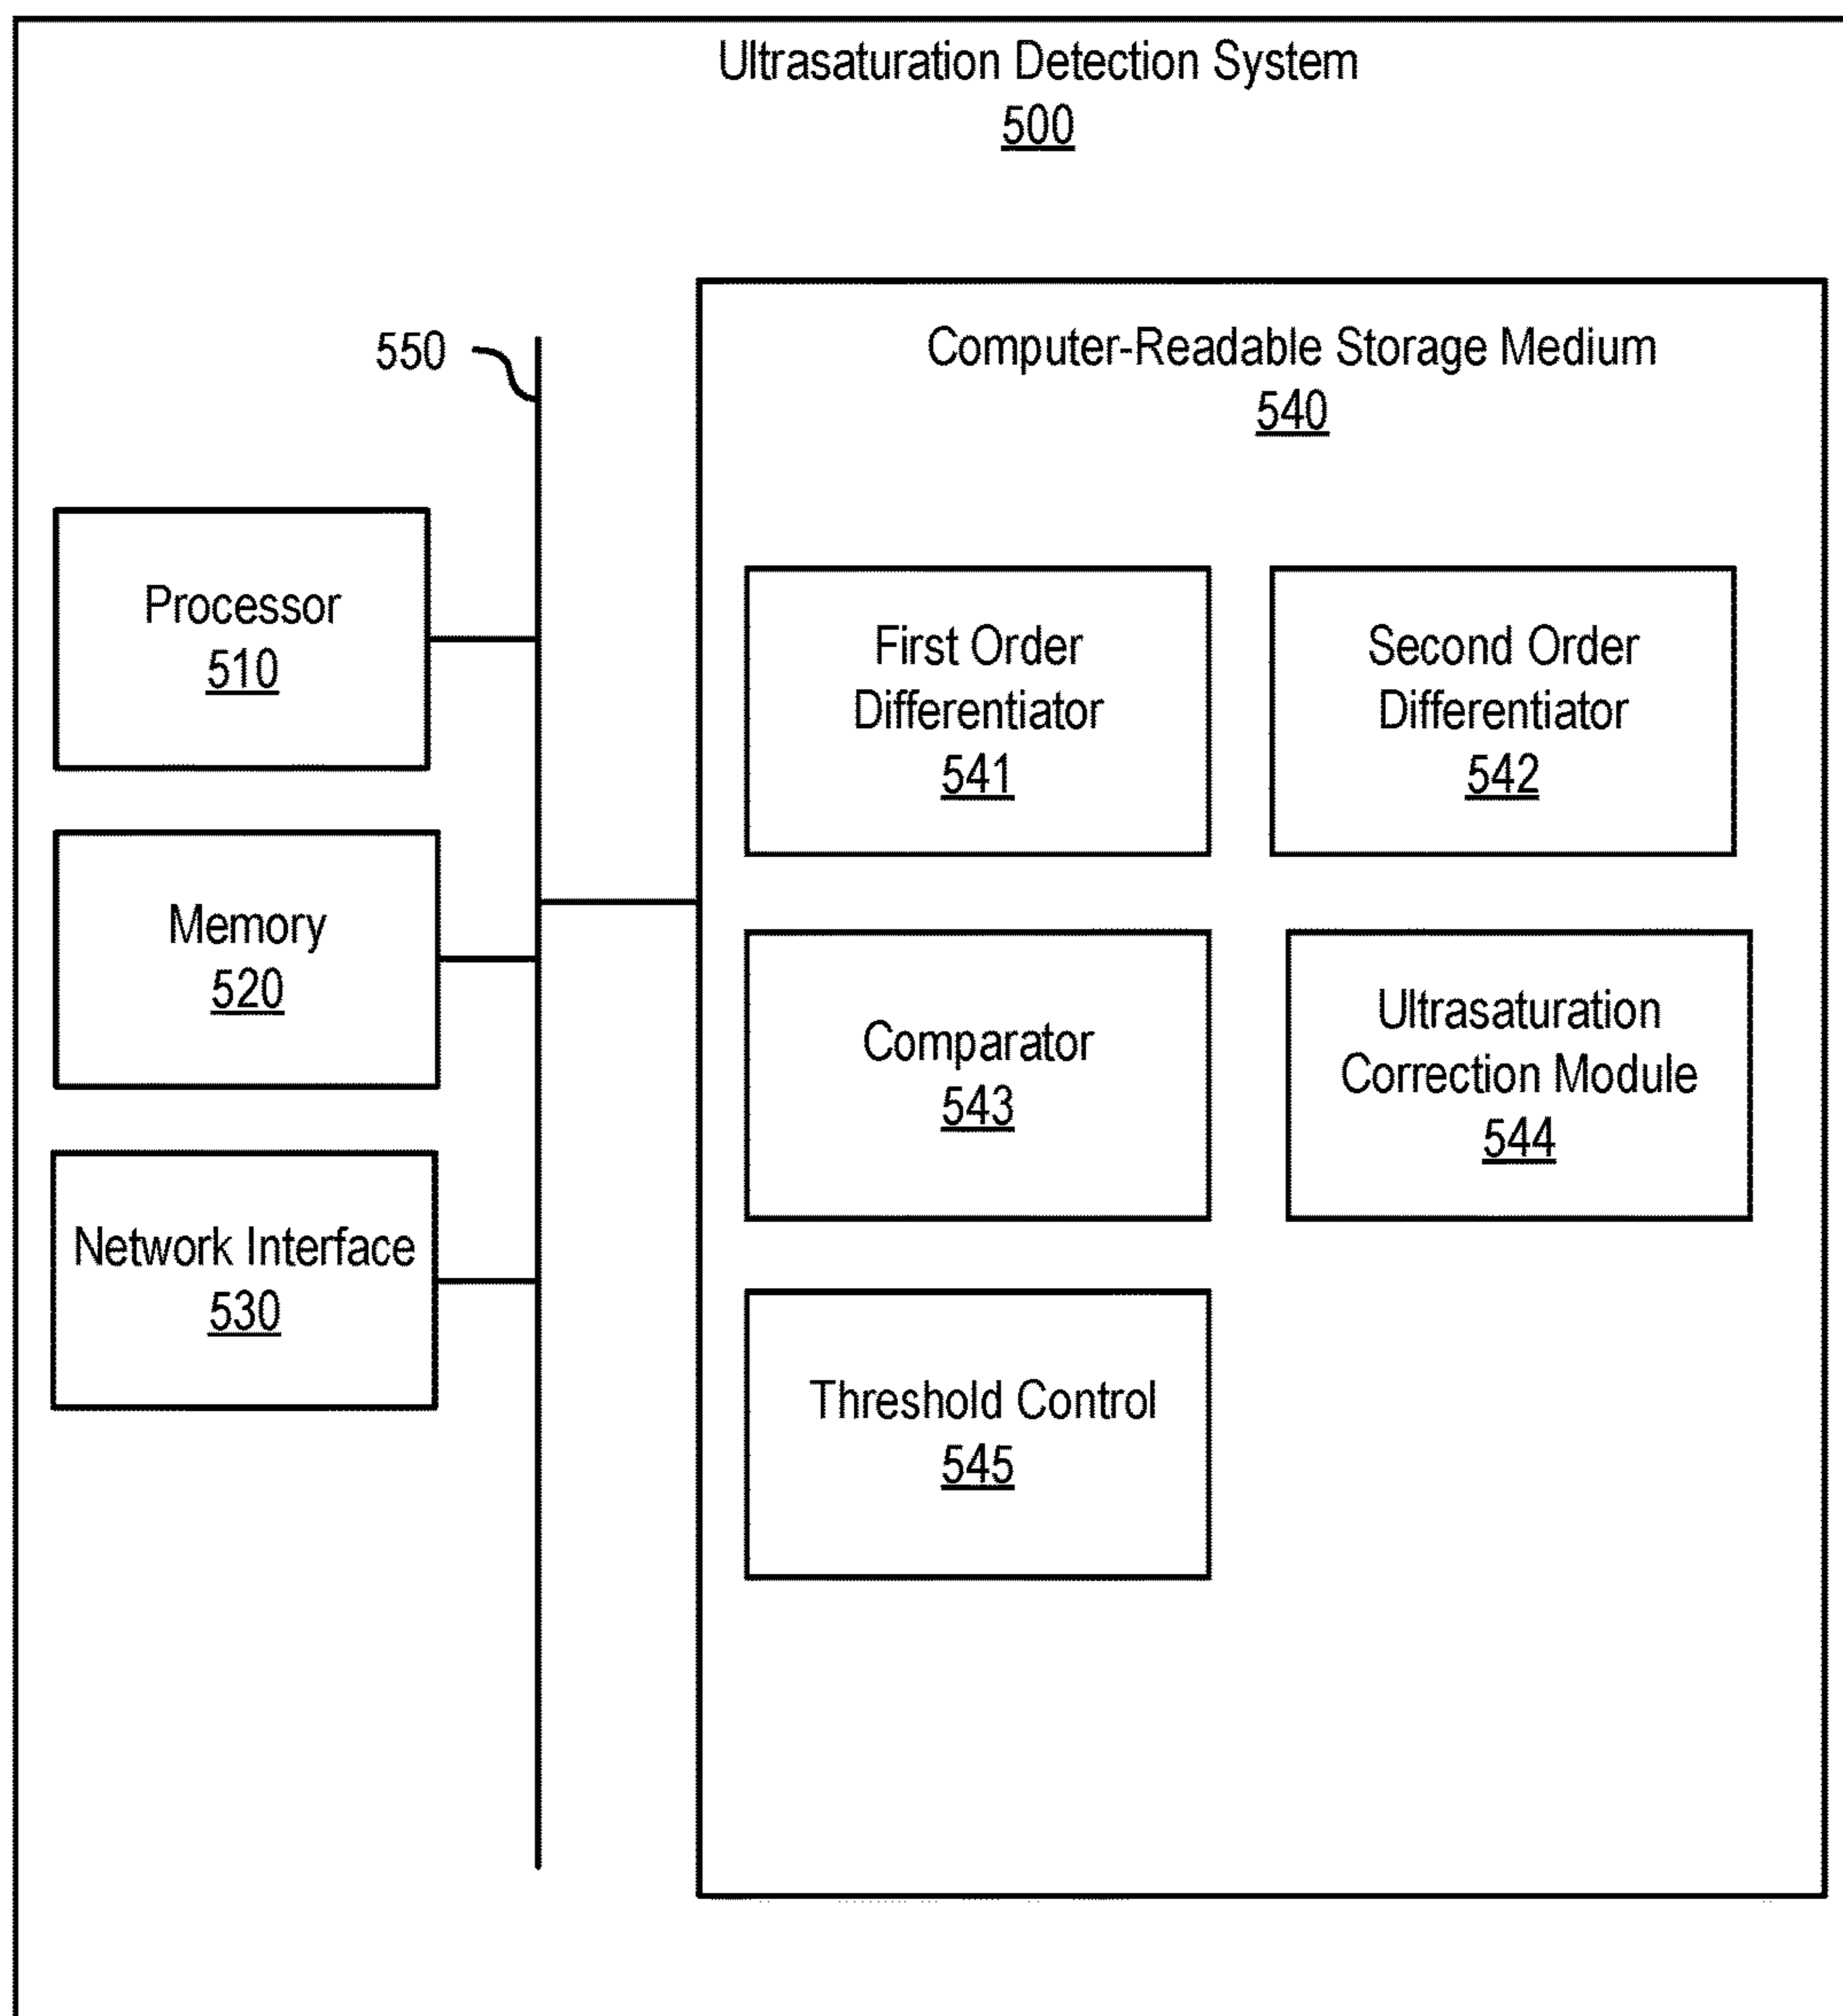 Ultrasaturation Detection System
500
550
Computer-Readable Storage Medium
540
Processor
510
Memory
520
Network Interface
530
First Order
Differentiator
541
Second Order
Differentiator
542
Comparator
543
Ultrasaturation
Correction Module
544
Threshold Control
545